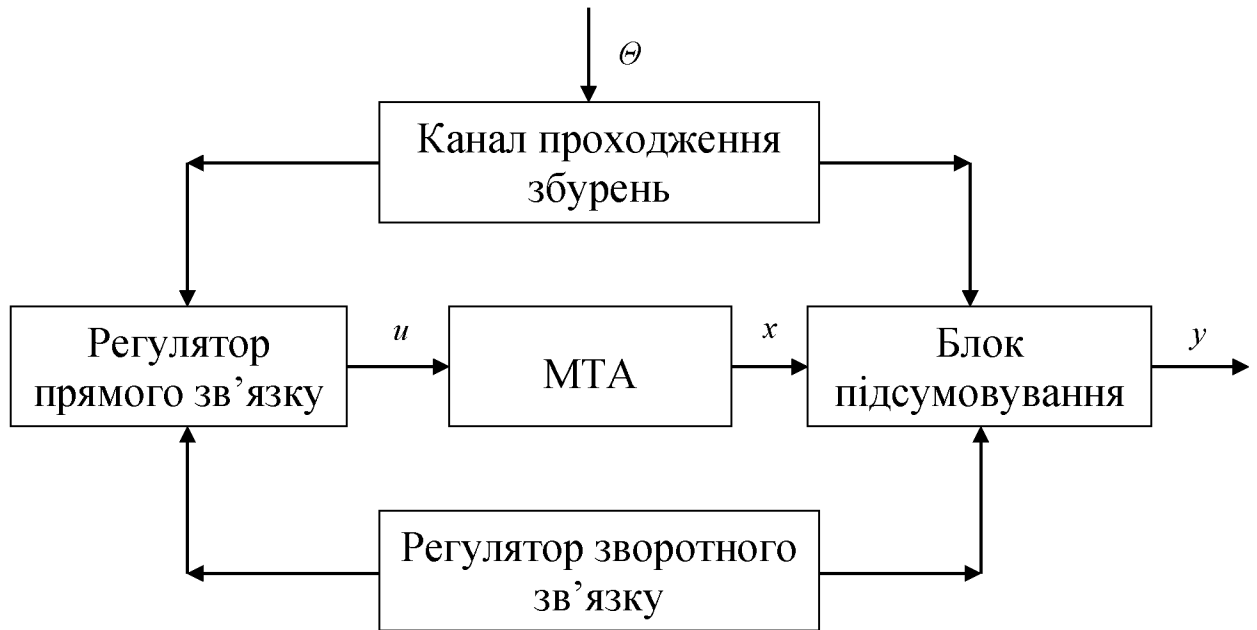 Θ
Канал проходження
збурень
Регулятор
прямого зв’язку
u
МТА
x
Блок
підсумовування
y
Регулятор зворотного
зв’язку